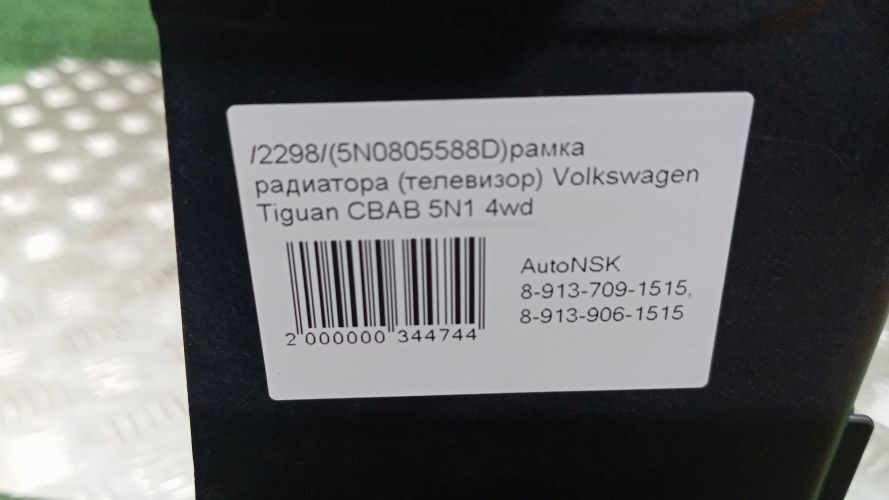 /2298/(5N0805588D)рамка
радиатора (телевизор) Volkswagen
Tiguan CBAB 5N1 4wd
AutoNSK
8-913-709-1515,
8-913-906-1515
2 000000 344744